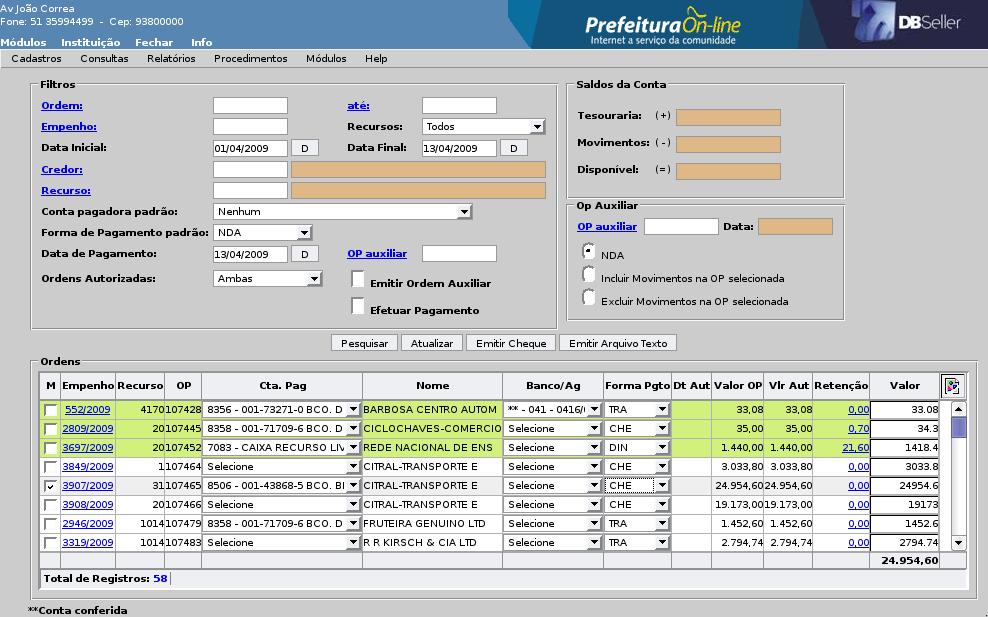 Av João Correa
Fone: 51 35994499 - Cep: 93800000
PrefeituraOn-line
Internet a serviço da comunidade
DBSeller
Módulos Instituição Fechar Info
Cadastros Consultas Relatórios Procedimentos Módulos Help
Filtros
Ordem: até:
Empenho: Recursos: Todos
Data Inicial: 01/04/2009 D Data Final: 13/04/2009 D
Credor:
Recurso:
Conta pagadora padrão: Nenhum
Forma de Pagamento padrão: NDA
Data de Pagamento: 13/04/2009 D OP auxiliar
Ordens Autorizadas: Ambas Emitir Ordem Auxiliar
Efetuar Pagamento
Saldos da Conta
Tesouraria: (+)
Movimentos: (-)
Disponível: (=)
Op Auxiliar
OP auxiliar Data:
NDA
Incluir Movimentos na OP selecionada
Excluir Movimentos na OP selecionada
Pesquisar Atualizar Emitir Cheque Emitir Arquivo Texto
Ordens
M Empenho Recurso OP Cta. Pag Nome Banco/Ag Forma Pgto Dt Aut Valor OP Vlr Aut Retenção Valor
552/2009 4170 107428 8356 - 001-73271-0 BCO. D BARBOSA CENTRO AUTOM ** - 041 - 0416/ TRA 33,08 33,08 0,00 33.08
2809/2009 20 107445 8358 - 001-71709-6 BCO. D CICLOCHAVES-COMERCIO Selecione CHE 35,00 35,00 0,70 34.3
3697/2009 20 107452 7083 - CAIXA RECURSO LIV REDE NACIONAL DE ENS Selecione DIN 1.440,00 1.440,00 21,60 1418.4
3849/2009 1 107464 Selecione CITRAL-TRANSPORTE E Selecione CHE 3.033,80 3.033,80 0,00 3033.8
3907/2009 31 107465 8506 - 001-43868-5 BCO. B CITRAL-TRANSPORTE E Selecione CHE 24.954,60 24.954,60 0,00 24954.6
3908/2009 20 107466 Selecione CITRAL-TRANSPORTE E Selecione CHE 19.173,00 19.173,00 0,00 19173
2946/2009 1014 107479 8358 - 001-71709-6 BCO. D FRUTEIRA GENUINO LTD Selecione TRA 1.452,60 1.452,60 0,00 1452.6
3319/2009 1014 107483 Selecione R R KIRSCH & CIA LTD Selecione TRA 2.794,74 2.794,74 0,00 2794.74
24.954,60
Total de Registros: 58
**Conta conferida